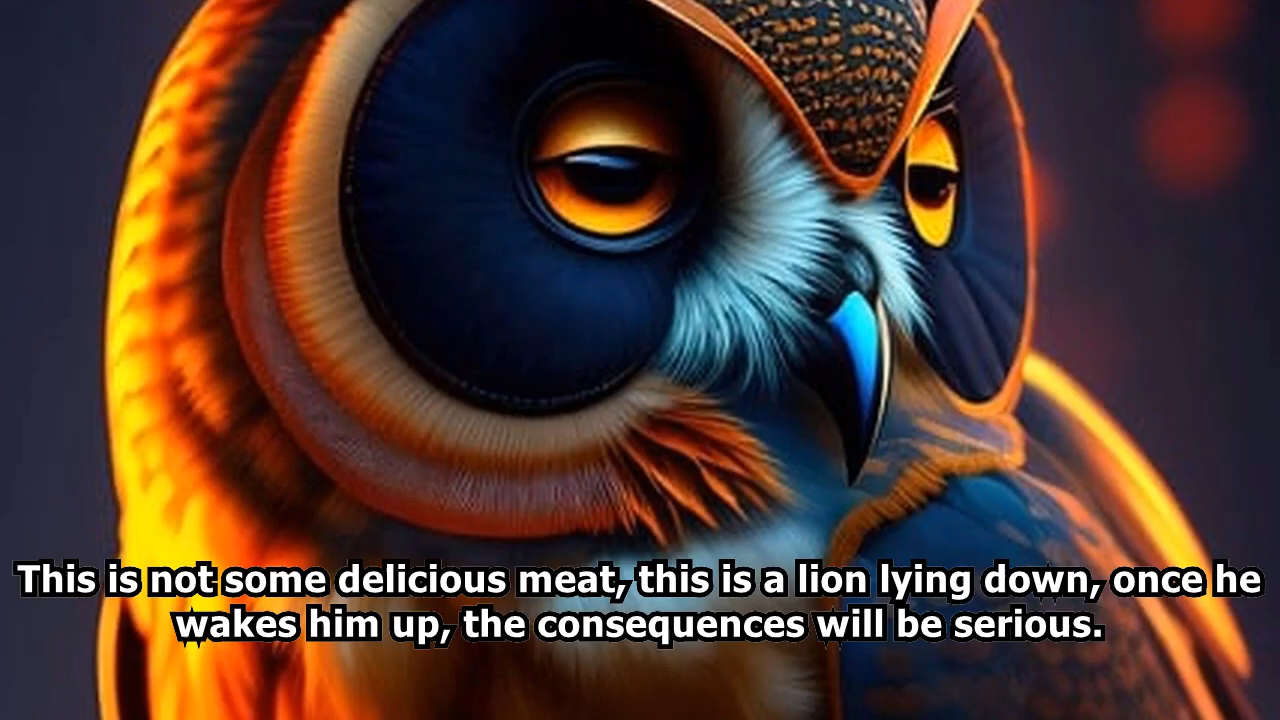 This is not some delicious meat, this is a lion lying down, once he
wakes him up, the consequences will be serious.